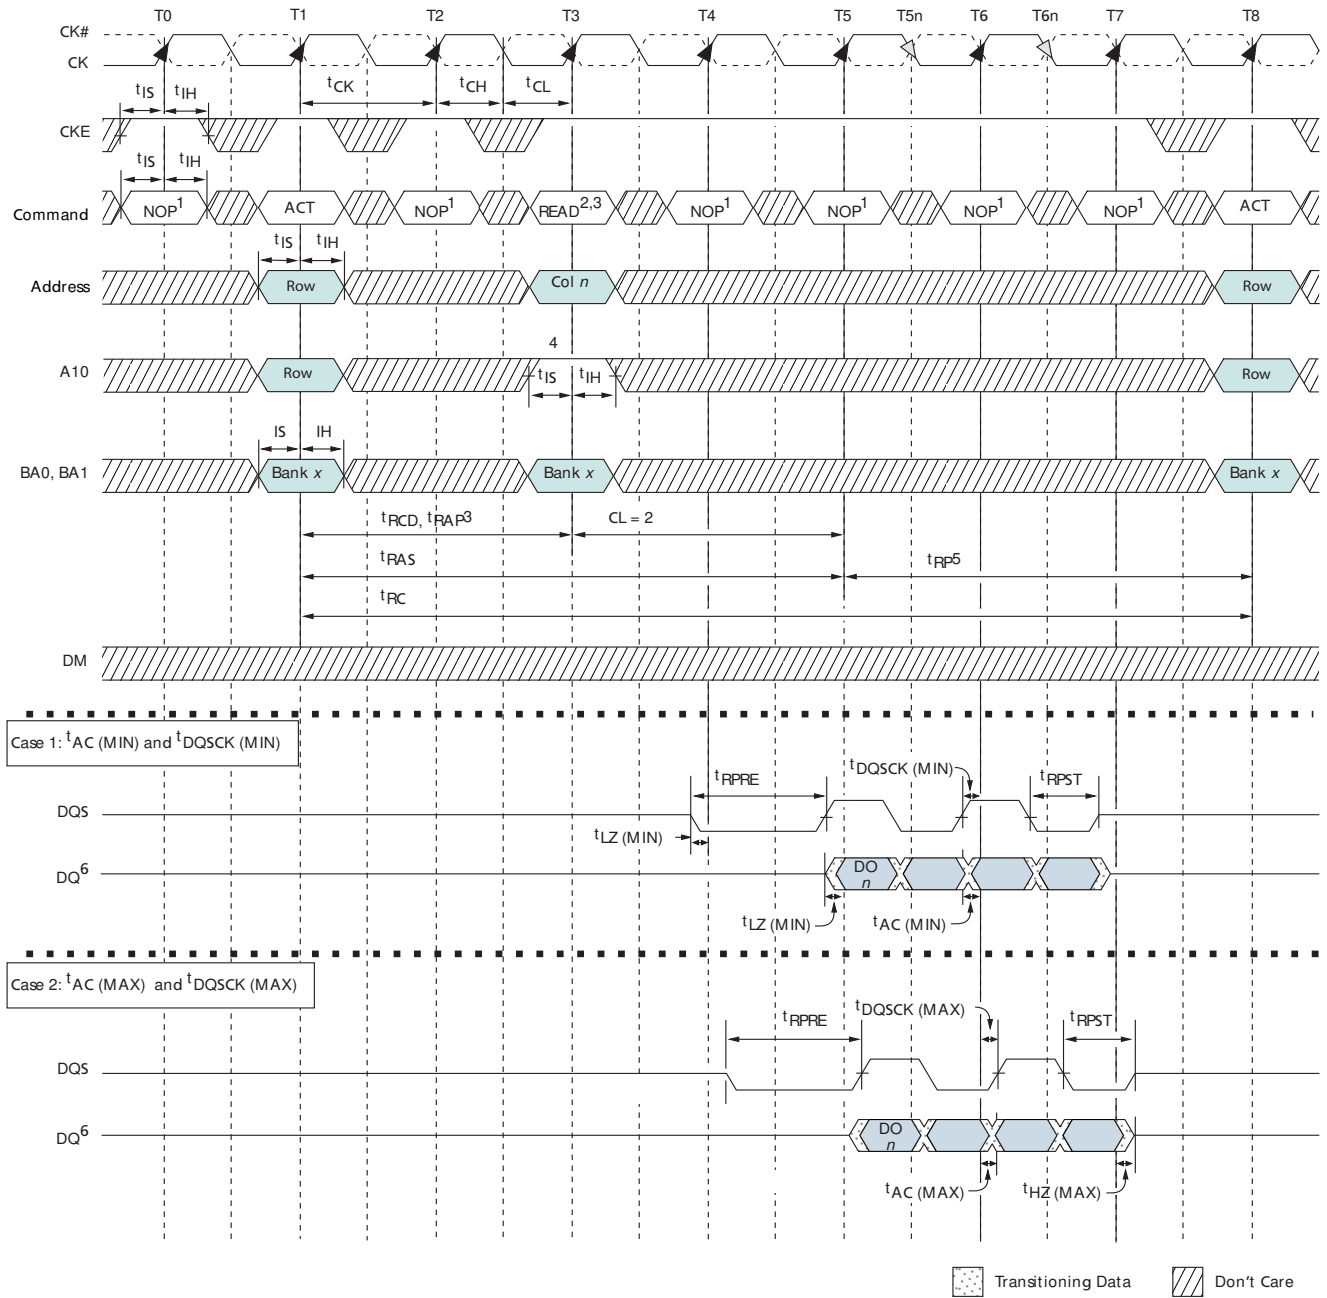 T0 T1 T2 T3 T4 T5 T5n T6 T6n T7 T8
CK#
CK
tIS tIH tCK tCH tCL
CKE
tIS tIH
Command NOP1 ACT NOP1 READ2,3 NOP1 NOP1 NOP1 NOP1 ACT
tIS tIH
Address Row Col n Row
4
A10 Row tIS tIH Row
IS IH
BA0, BA1 Bank x Bank x Bank x
tRCD, tRAP3 CL = 2
tRAS tRP5
tRC
DM
Case 1: tAC (MIN) and tDQSCK (MIN)
tRPRE tDQSCK (MIN) tRPST
DQS
tLZ (MIN)
DQ6 DO n
tLZ (MIN) tAC (MIN)
Case 2: tAC (MAX) and tDQSCK (MAX)
tRPRE tDQSCK (MAX) tRPST
DQS
DQ6 DO n
tAC (MAX) tHZ (MAX)
Transitioning Data Don't Care